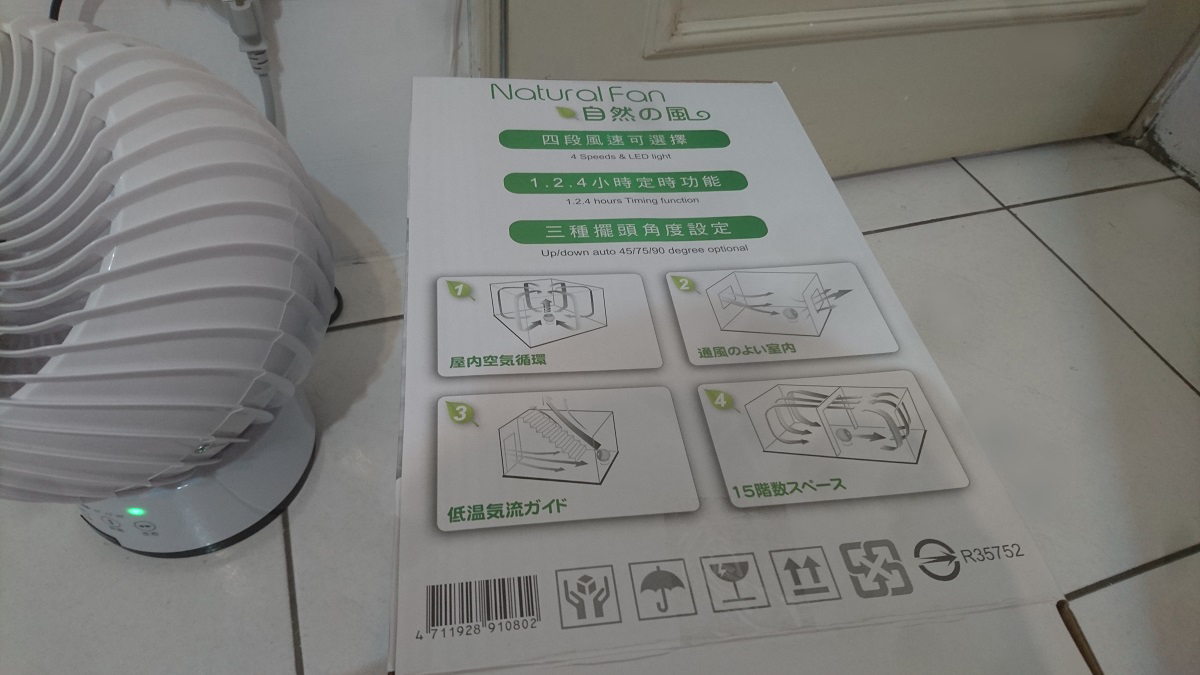 Natural Fan
自然の風
四段風速可選擇
4 Speeds & LED light
1.2.4小時定時功能
1.2.4 hours Timing function
三種擺頭角度設定
Up/down auto 45/75/90 degree optional
1
屋内空気循環
2
通風のよい室内
3
低温気流ガイド
4
15階数スペース
4 711928 910802
R35752